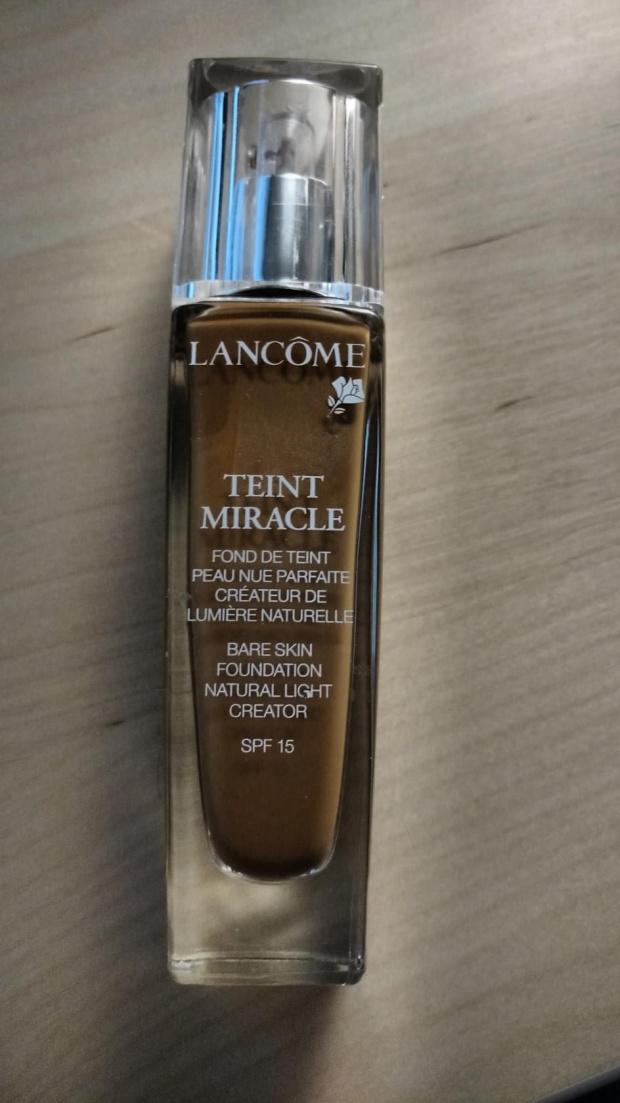 LANCÔME
TEINT
MIRACLE
FOND DE TEINT
PEAU NUE PARFAITE
CRÉATEUR DE
LUMIÈRE NATURELLE
BARE SKIN
FOUNDATION
NATURAL LIGHT
CREATOR
SPF 15